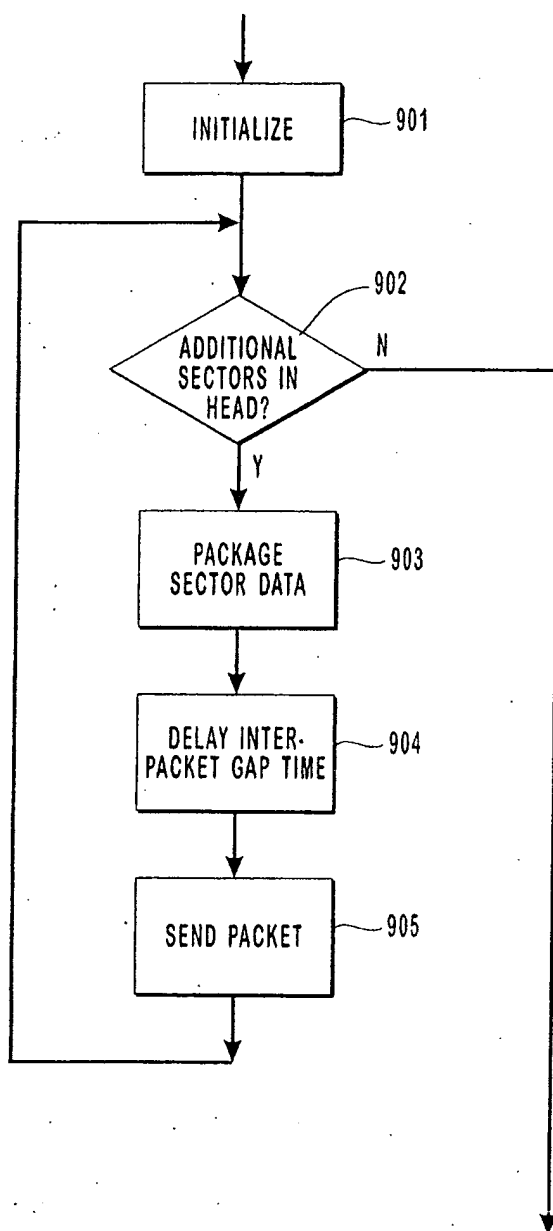 INITIALIZE
901
902
ADDITIONAL
SECTORS IN
HEAD?
N
Y
PACKAGE
SECTOR DATA
903
DELAY INTER-
PACKET GAP TIME
904
SEND PACKET
905